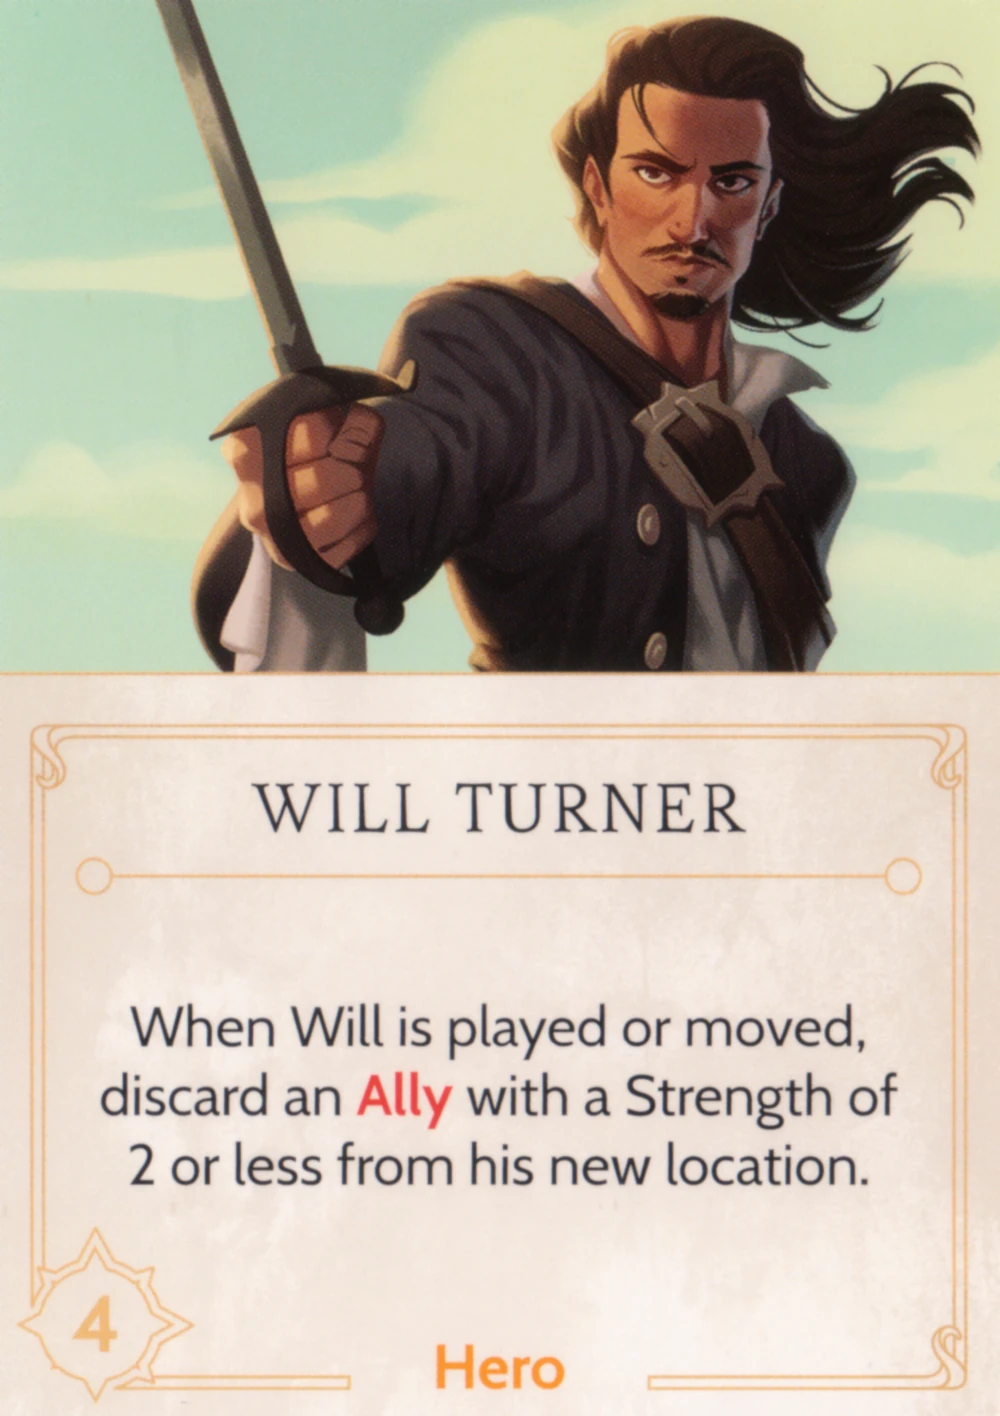 WILL TURNER
When Will is played or moved,
discard an Ally with a Strength of
2 or less from his new location.
4
Hero